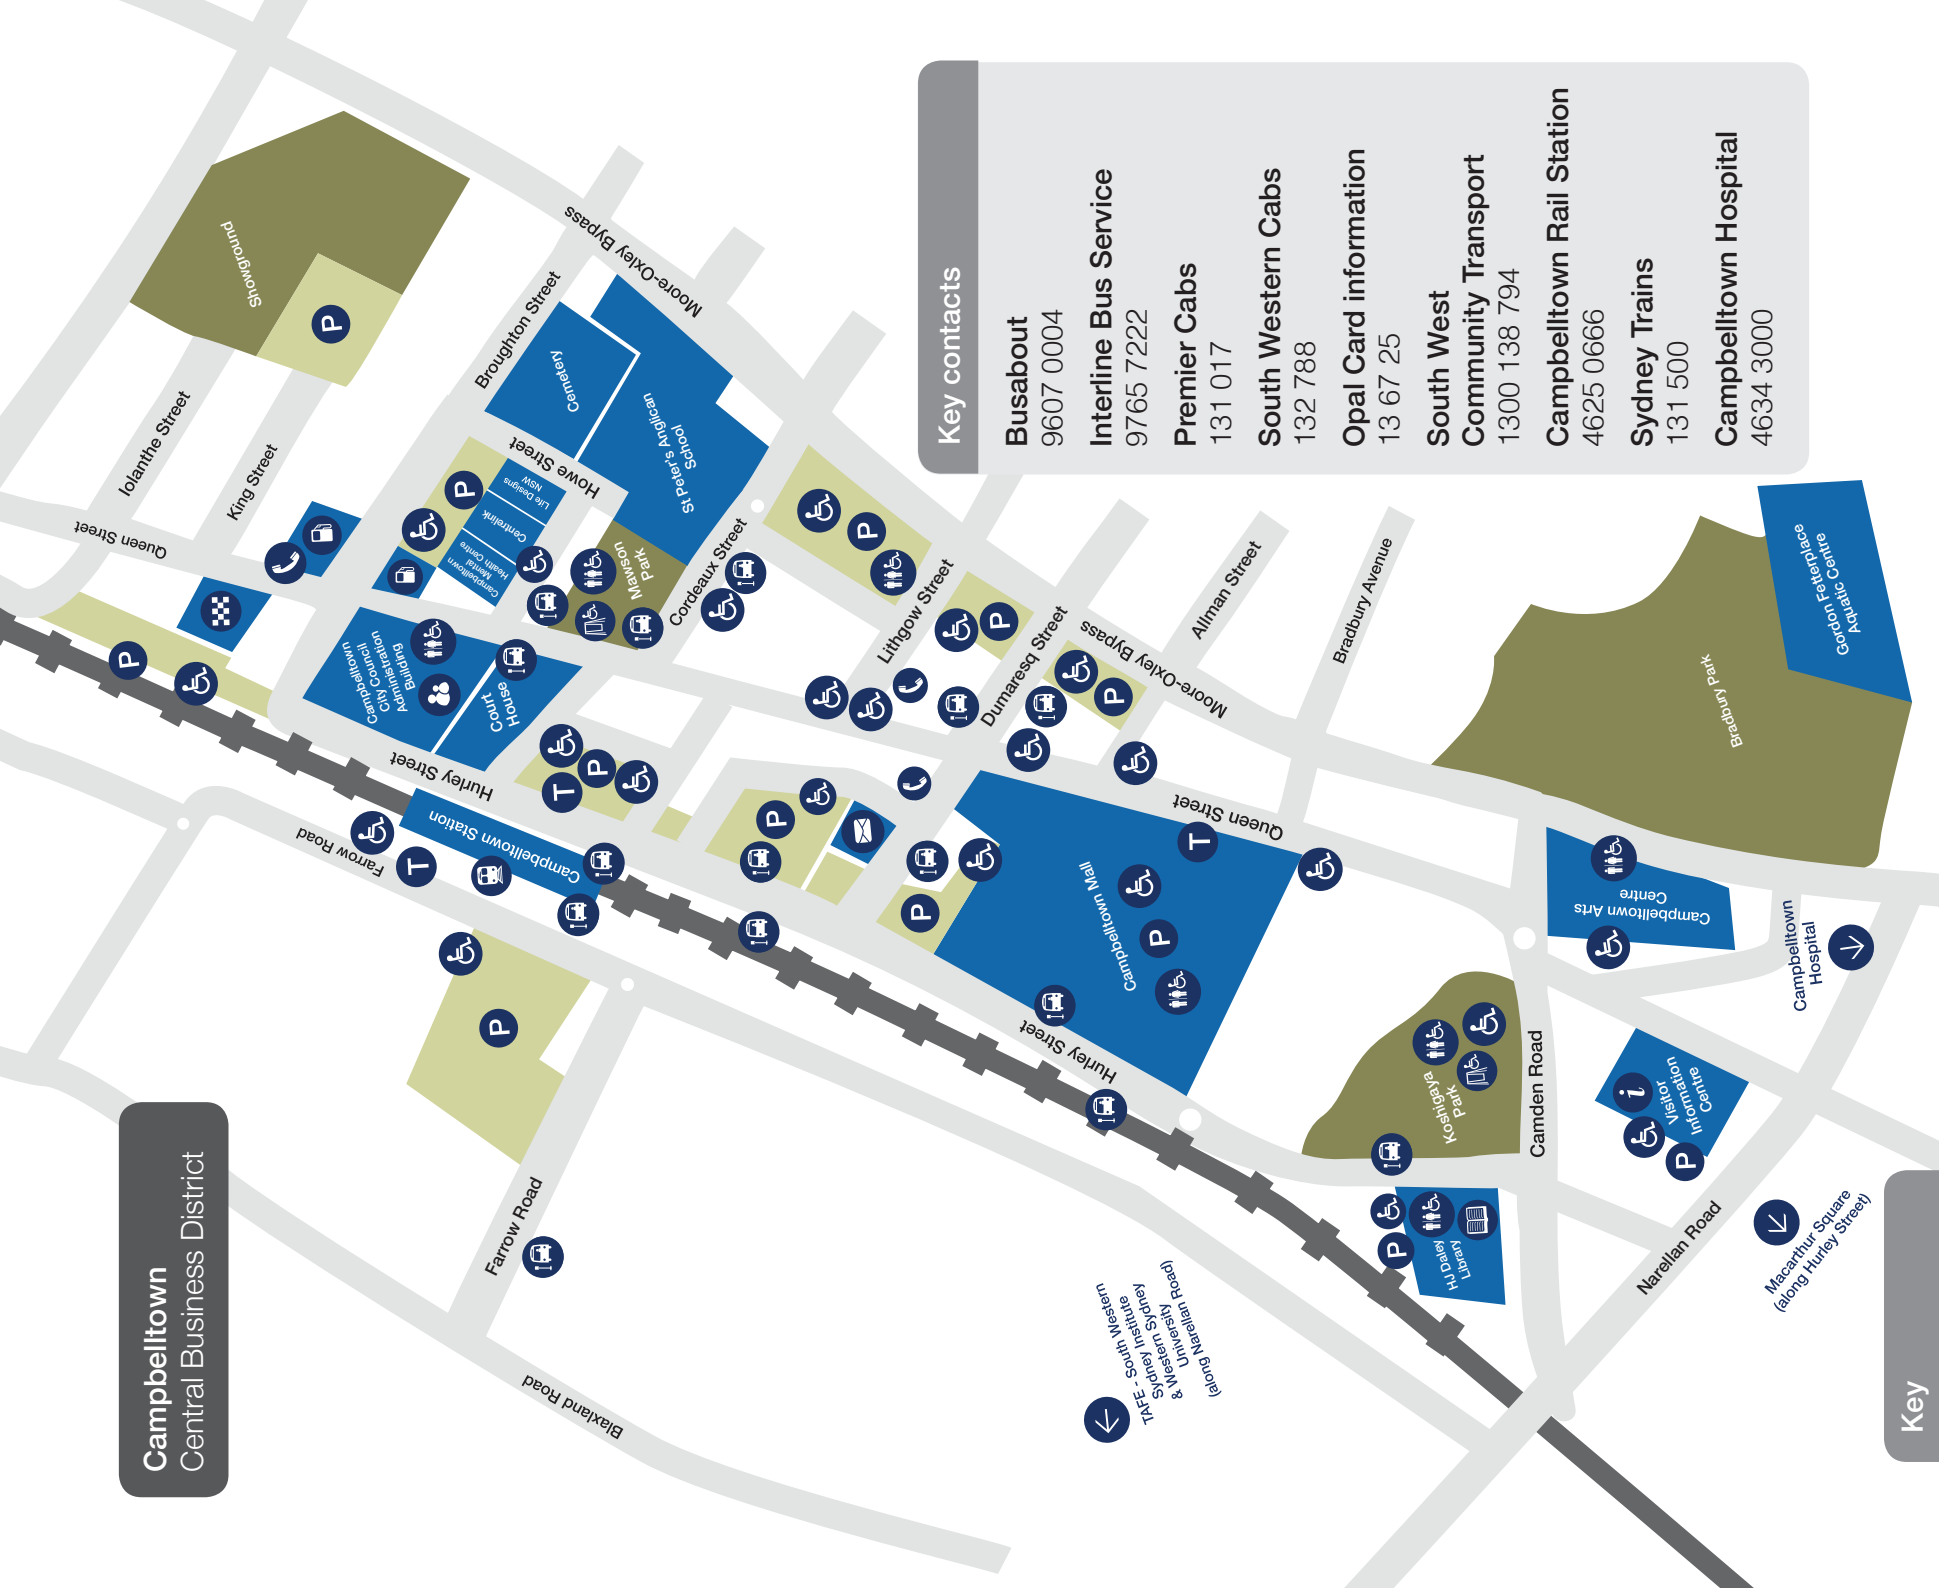 Campbelltown
Central Business District
Key contacts
Busabout
9607 0004
Interline Bus Service
9765 7222
Premier Cabs
131 017
South Western Cabs
132 788
Opal Card information
13 67 25
South West
Community Transport
1300 138 794
Campbelltown Rail Station
4625 0666
Sydney Trains
131 500
Campbelltown Hospital
4634 3000
Showground
P
Iolanthe Street
King Street
Queen Street
Broughton Street
Moore-Oxley Bypass
Cemetery
St Peter's Anglican
School
Howe Street
P
Life Designs
NSW
Centrelink
Campbelltown
Mental
Health Centre
Mawson
Park
Cordeaux Street
P
Campbelltown
City Council
Administration
Building
Court
House
P
Hurley Street
T
P
Campbelltown Station
Farrow Road
T
P
Farrow Road
Blaxland Road
P
Lithgow Street
P
Dumaresq Street
P
Moore-Oxley Bypass
Allman Street
Bradbury Avenue
Queen Street
P
Campbelltown Mall
T
P
Hurley Street
Bradbury Park
Gordon Fetterplace
Aquatic Centre
Campbelltown Arts
Centre
Campbelltown
Hospital
Koshigaya
Park
Camden Road
HJ Daley
Library
P
i
Visitor
Information
Centre
P
Narellan Road
Macarthur Square
(along Hurley Street)
TAFE - South Western
Sydney Institute
& Western Sydney
University
(along Narellan Road)
Key